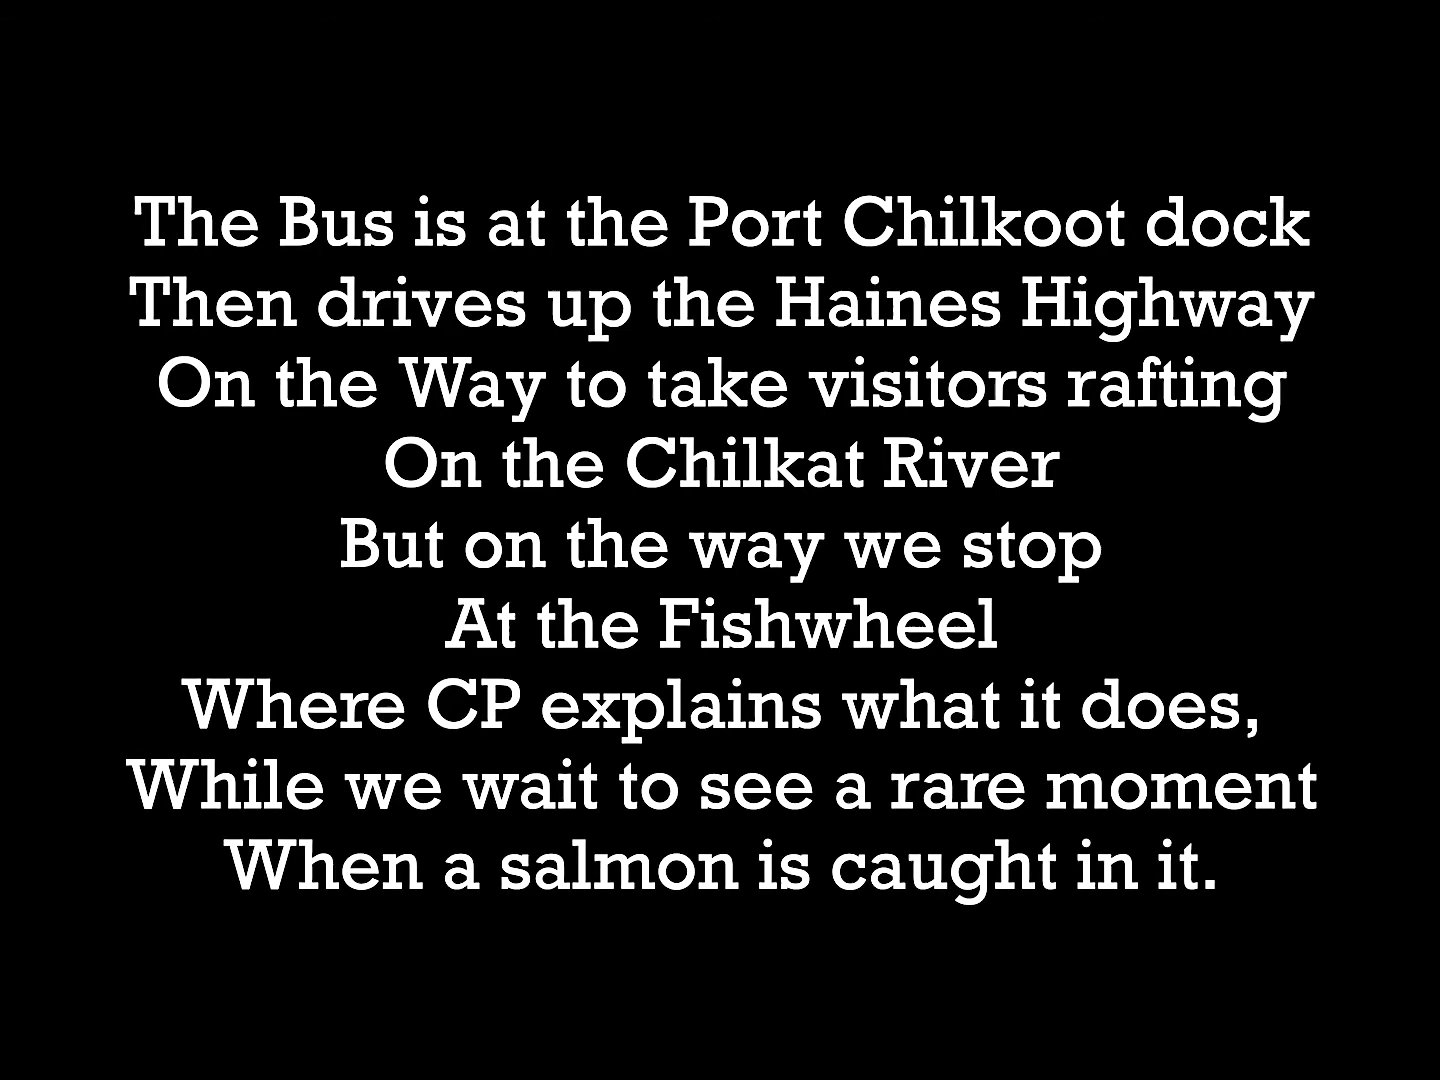 The Bus is at the Port Chilkoot dock
Then drives up the Haines Highway
On the Way to take visitors rafting
On the Chilkat River
But on the way we stop
At the Fishwheel
Where CP explains what it does,
While we wait to see a rare moment
When a salmon is caught in it.